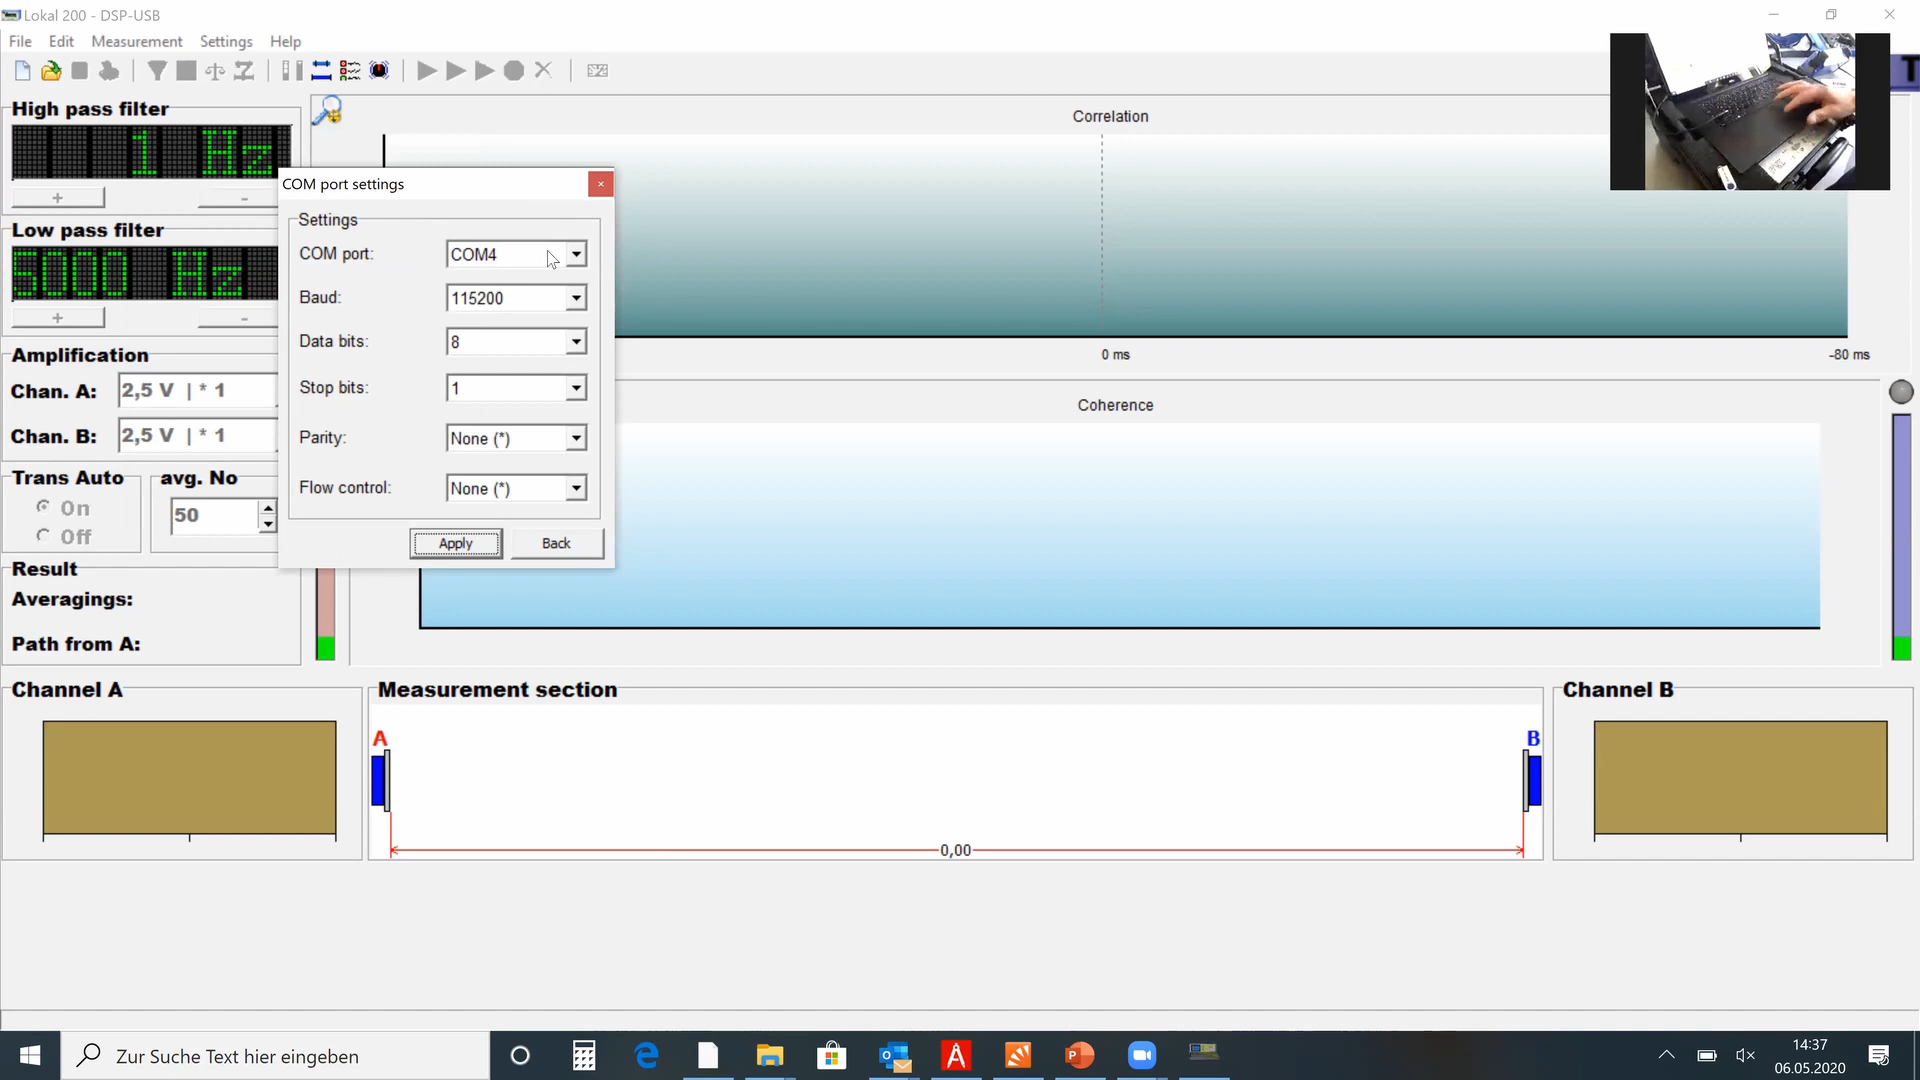 Lokal 200 - DSP-USB
File Edit Measurement Settings Help
T
High pass filter
1 Hz
+ -
Low pass filter
5000 Hz
+ -
Amplification
Chan. A: 2,5 V | * 1
Chan. B: 2,5 V | * 1
Trans Auto
On
Off
avg. No
50
Result
Averagings:
Path from A:
COM port settings
Settings
COM port: COM4
Baud: 115200
Data bits: 8
Stop bits: 1
Parity: None (*)
Flow control: None (*)
Apply Back
Correlation
0 ms -80 ms
Coherence
Channel A
Measurement section
A B
0,00
Channel B
Zur Suche Text hier eingeben
14:37
06.05.2020